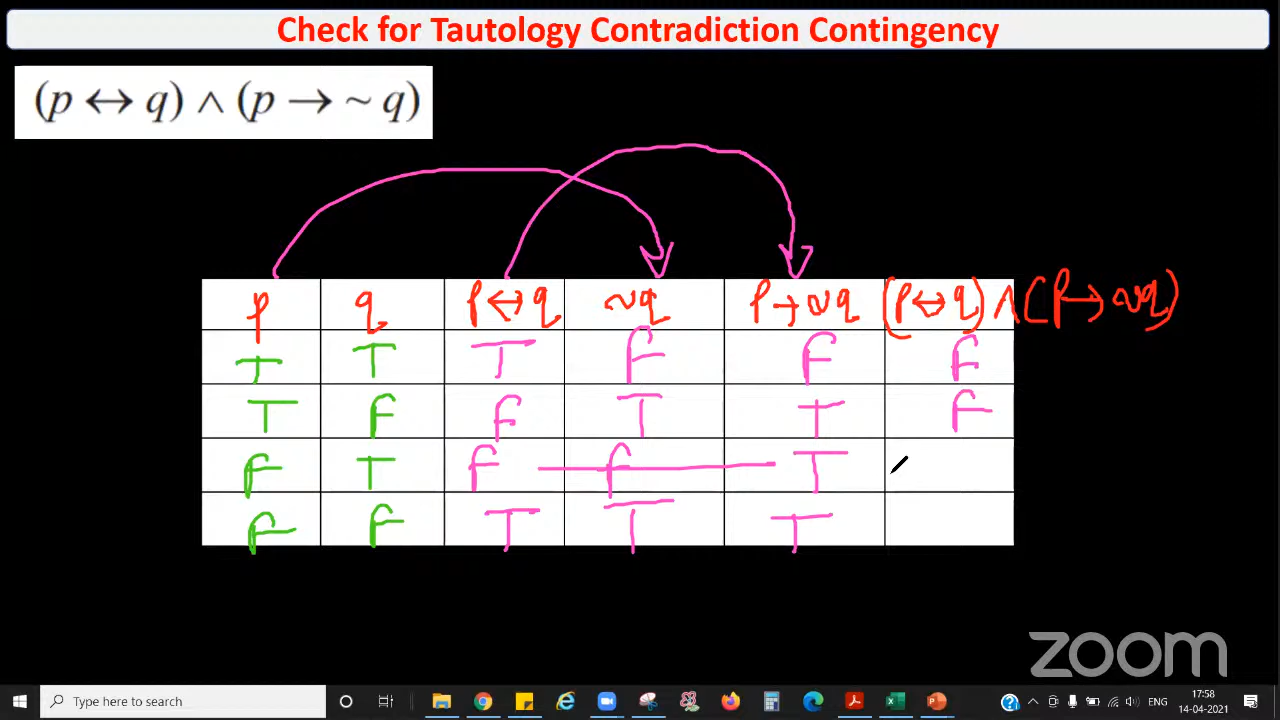 Check for Tautology Contradiction Contingency
(p ↔ q) ∧ (p → ~ q)
p q p ↔ q ~q p → ~q (p ↔ q) ∧ (p → ~q)
T T T F F F
T F F T T F
F T F F T
F F T T T
zoom
Type here to search
ENG
17:58
14-04-2021